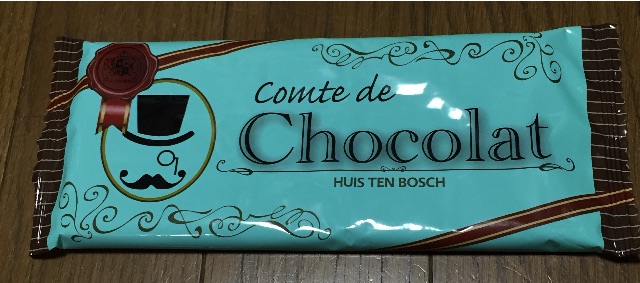 Comte de
Chocolat
HUIS TEN BOSCH